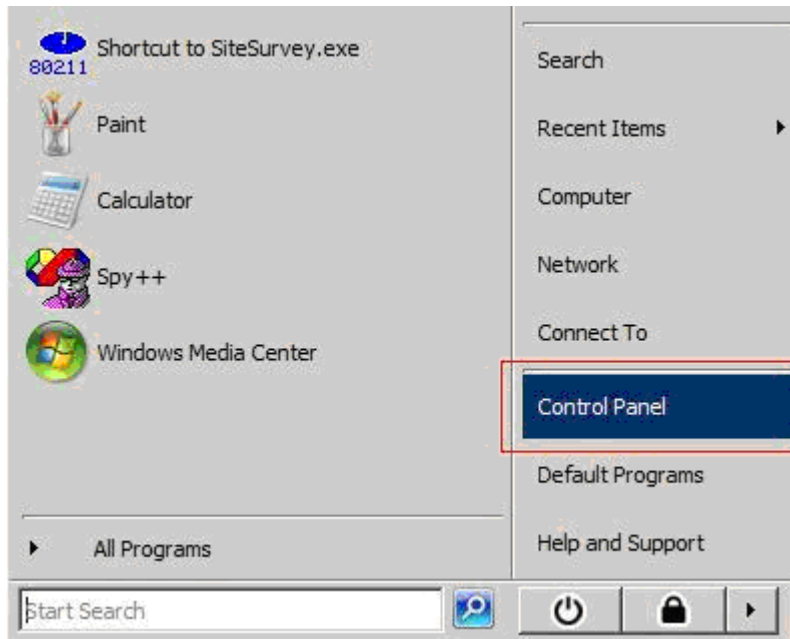 80211
Shortcut to SiteSurvey.exe
Paint
Calculator
Spy++
Windows Media Center
All Programs
Start Search
Search
Recent Items
Computer
Network
Connect To
Control Panel
Default Programs
Help and Support